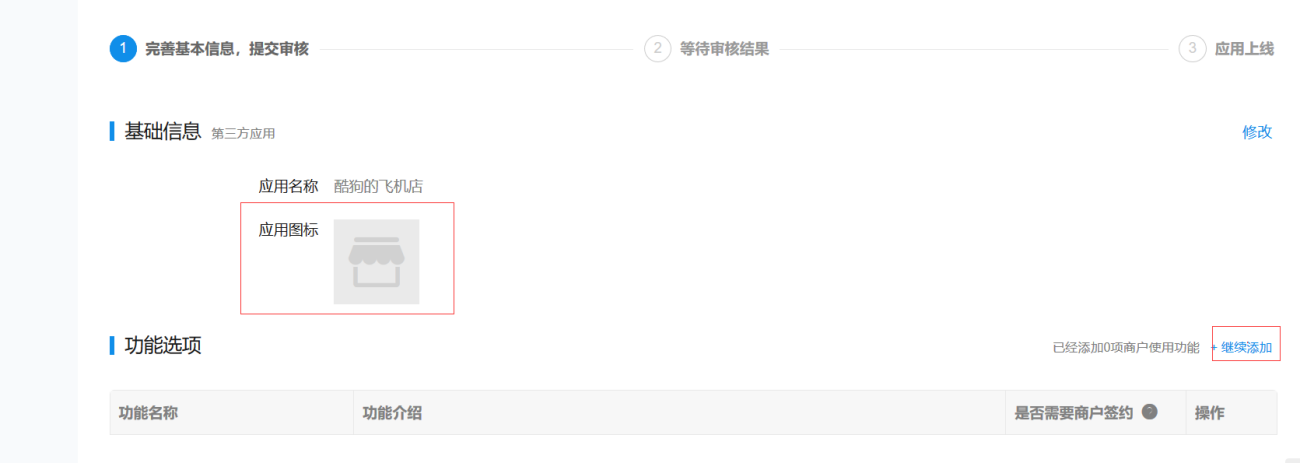 1 完善基本信息，提交审核 2 等待审核结果 3 应用上线
基础信息 第三方应用 修改
应用名称 酷狗的飞机店
应用图标
功能选项 已经添加0项商户使用功能 + 继续添加
功能名称 功能介绍 是否需要商户签约 ? 操作